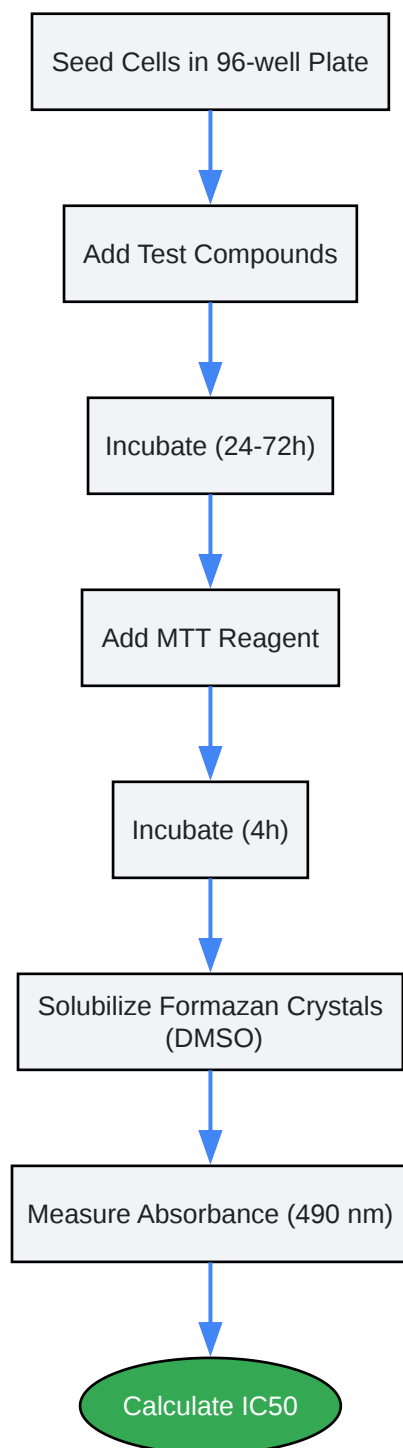 Seed Cells in 96-well Plate
Add Test Compounds
Incubate (24-72h)
Add MTT Reagent
Incubate (4h)
Solubilize Formazan Crystals
(DMSO)
Measure Absorbance (490 nm)
Calculate IC50